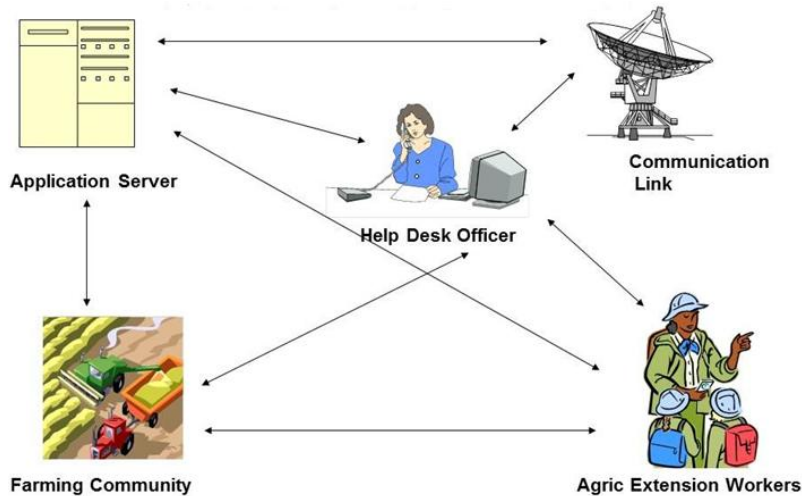 Application Server
Communication
Link
Help Desk Officer
Farming Community
Agric Extension Workers